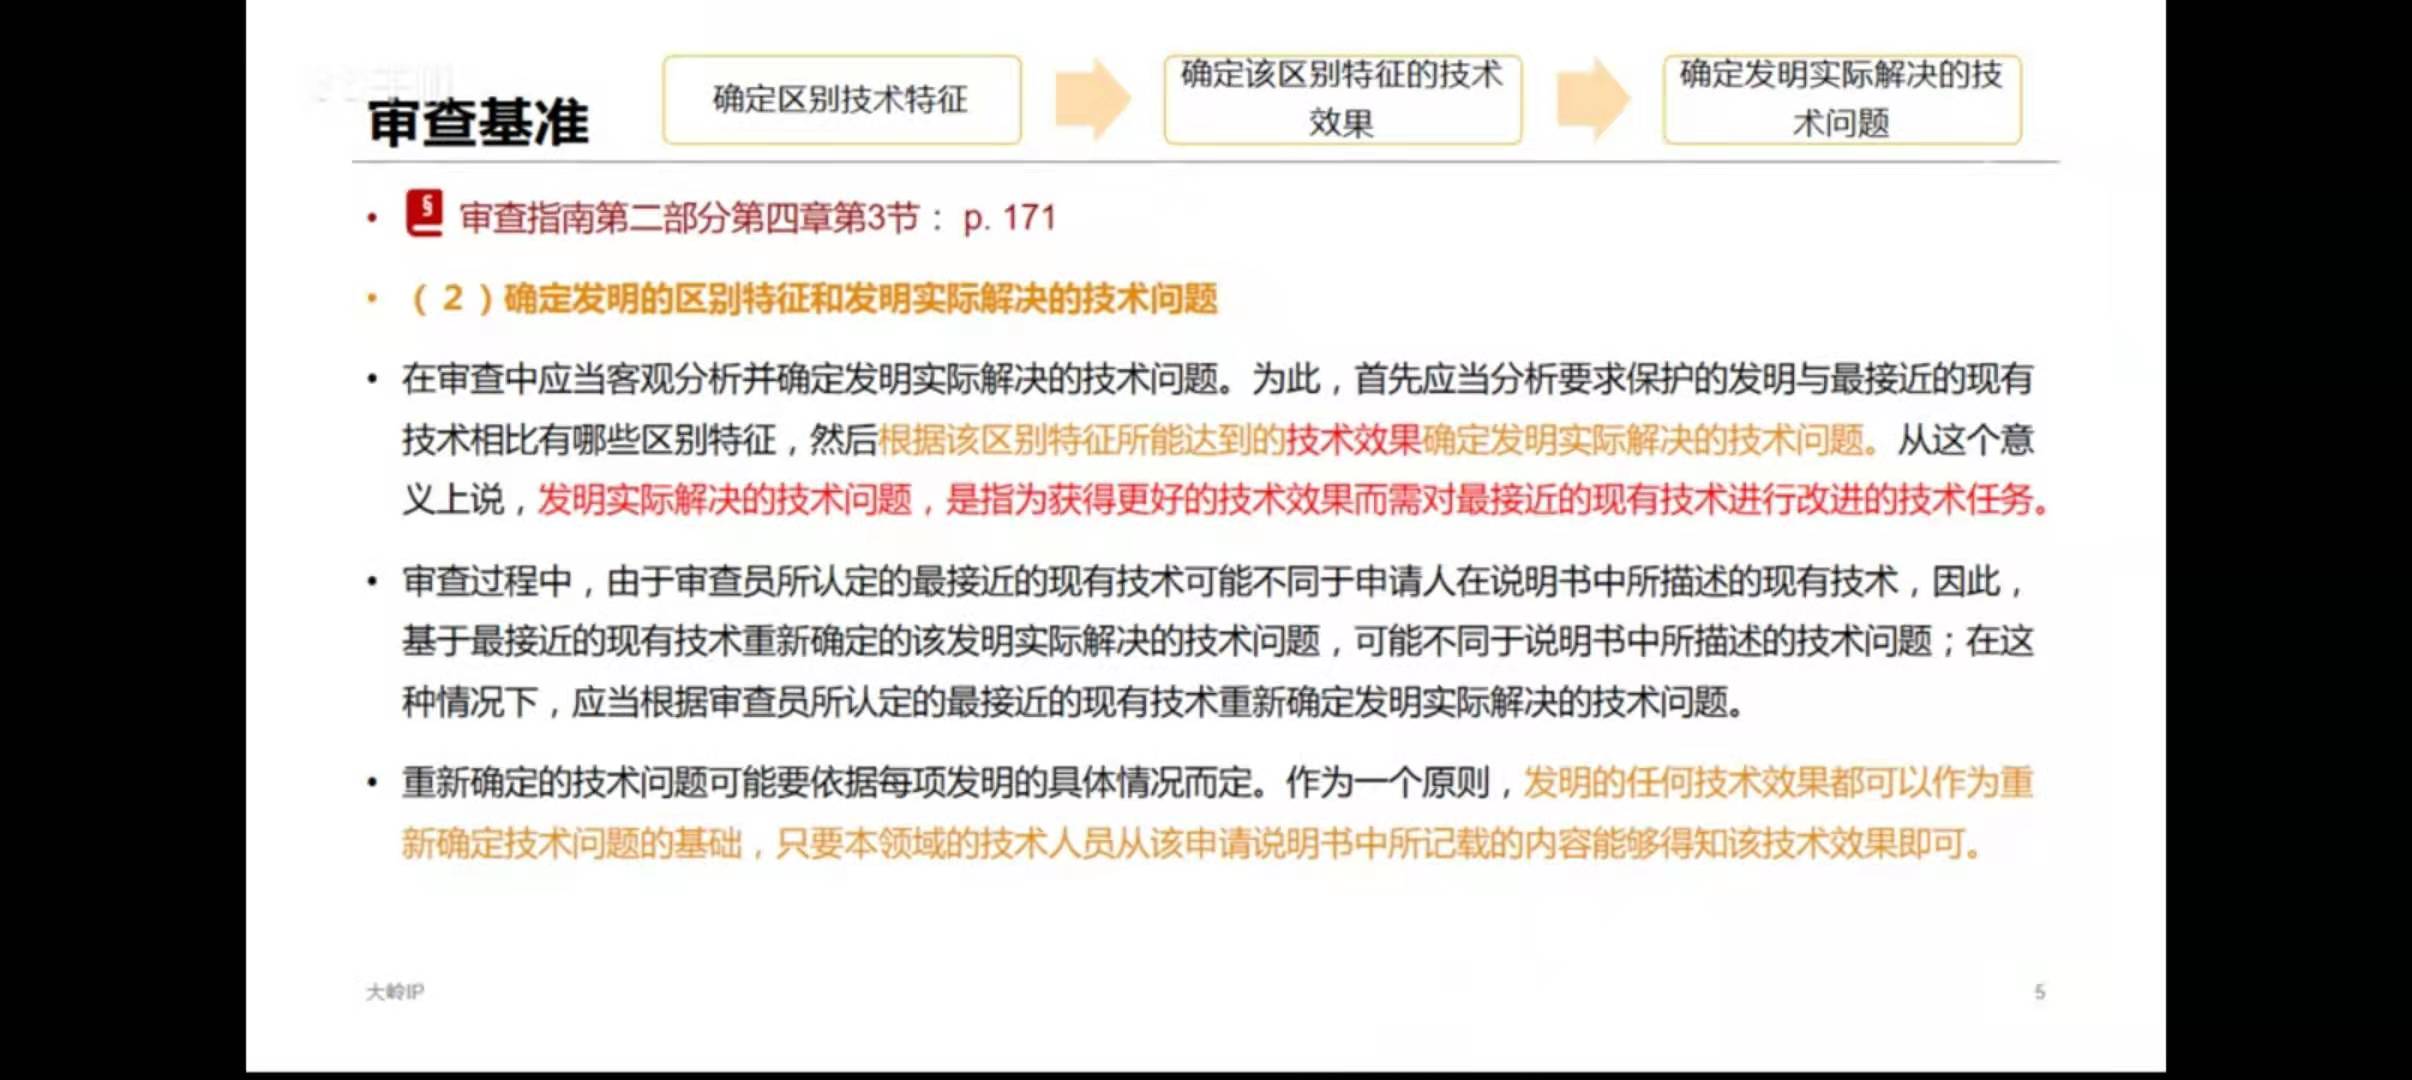 审查基准
确定区别技术特征
确定该区别特征的技术
效果
确定发明实际解决的技
术问题
• § 审查指南第二部分第四章第3节： p. 171
• （2）确定发明的区别特征和发明实际解决的技术问题
• 在审查中应当客观分析并确定发明实际解决的技术问题。为此，首先应当分析要求保护的发明与最接近的现有
技术相比有哪些区别特征，然后根据该区别特征所能达到的技术效果确定发明实际解决的技术问题。从这个意
义上说，发明实际解决的技术问题，是指为获得更好的技术效果而需对最接近的现有技术进行改进的技术任务。
• 审查过程中，由于审查员所认定的最接近的现有技术可能不同于申请人在说明书中所描述的现有技术，因此，
基于最接近的现有技术重新确定的该发明实际解决的技术问题，可能不同于说明书中所描述的技术问题；在这
种情况下，应当根据审查员所认定的最接近的现有技术重新确定发明实际解决的技术问题。
• 重新确定的技术问题可能要依据每项发明的具体情况而定。作为一个原则，发明的任何技术效果都可以作为重
新确定技术问题的基础，只要本领域的技术人员从该申请说明书中所记载的内容能够得知该技术效果即可。
大岭IP
5